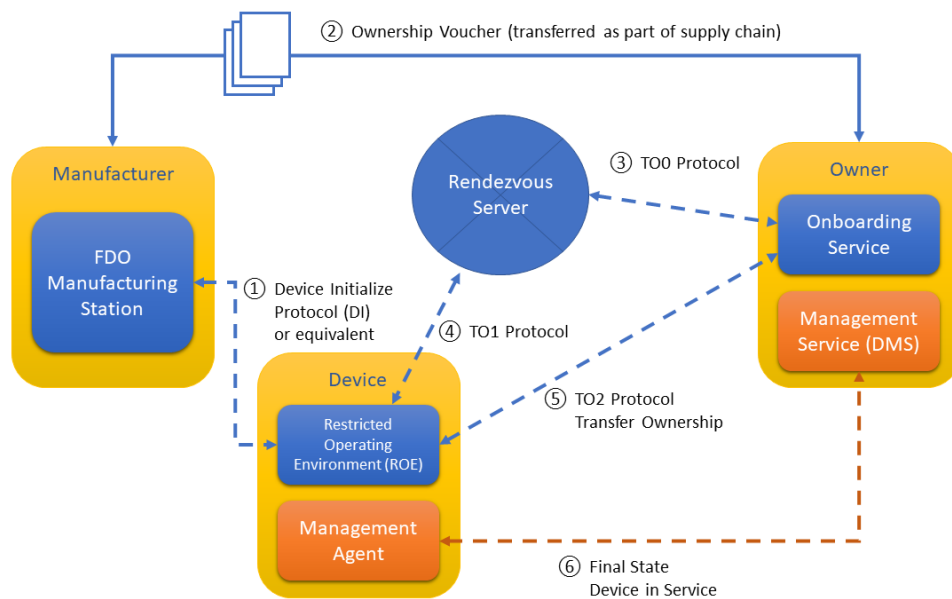 ② Ownership Voucher (transferred as part of supply chain)
Manufacturer
FDO
Manufacturing
Station
① Device Initialize
Protocol (DI)
or equivalent
Rendezvous
Server
③ TO0 Protocol
Owner
Onboarding
Service
Management
Service (DMS)
④ TO1 Protocol
Device
Restricted
Operating
Environment (ROE)
Management
Agent
⑤ TO2 Protocol
Transfer Ownership
⑥ Final State
Device in Service